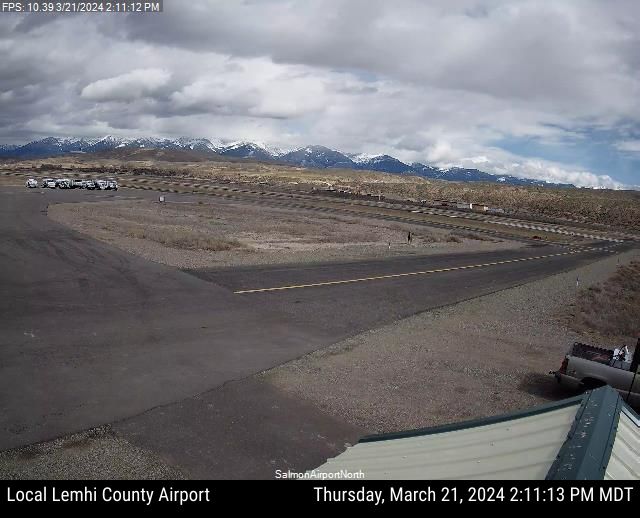 FPS: 10.39 3/21/2024 2:11:12 PM
SalmonAirportNorth
Local Lemhi County Airport Thursday, March 21, 2024 2:11:13 PM MDT